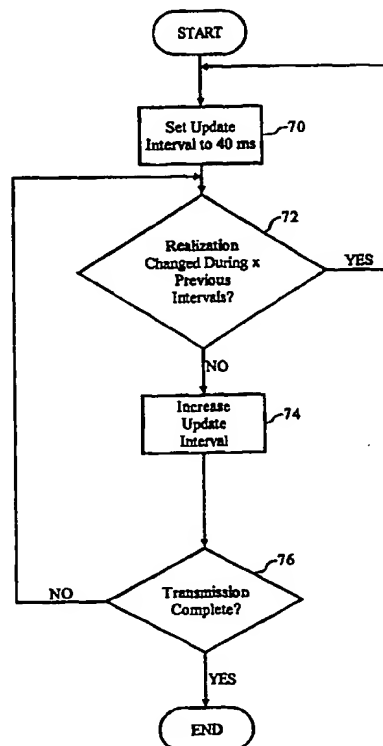 START
Set Update
Interval to 40 ms
70
72
Realization
Changed During x
Previous
Intervals?
YES
NO
Increase
Update
Interval
74
76
NO
Transmission
Complete?
YES
END